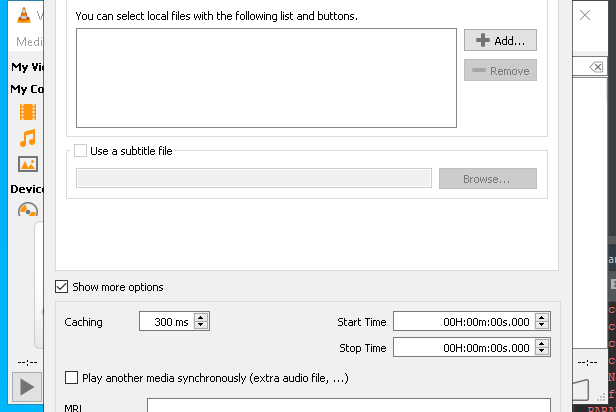 You can select local files with the following list and buttons.
V
Medi
Add...
My Vi
Remove
My Co
Use a subtitle file
Browse...
Device
Show more options
Caching
300 ms
Start Time
00H:00m:00s.000
Stop Time
00H:00m:00s.000
--:--
--:--
Play another media synchronously (extra audio file, ...)
MRL